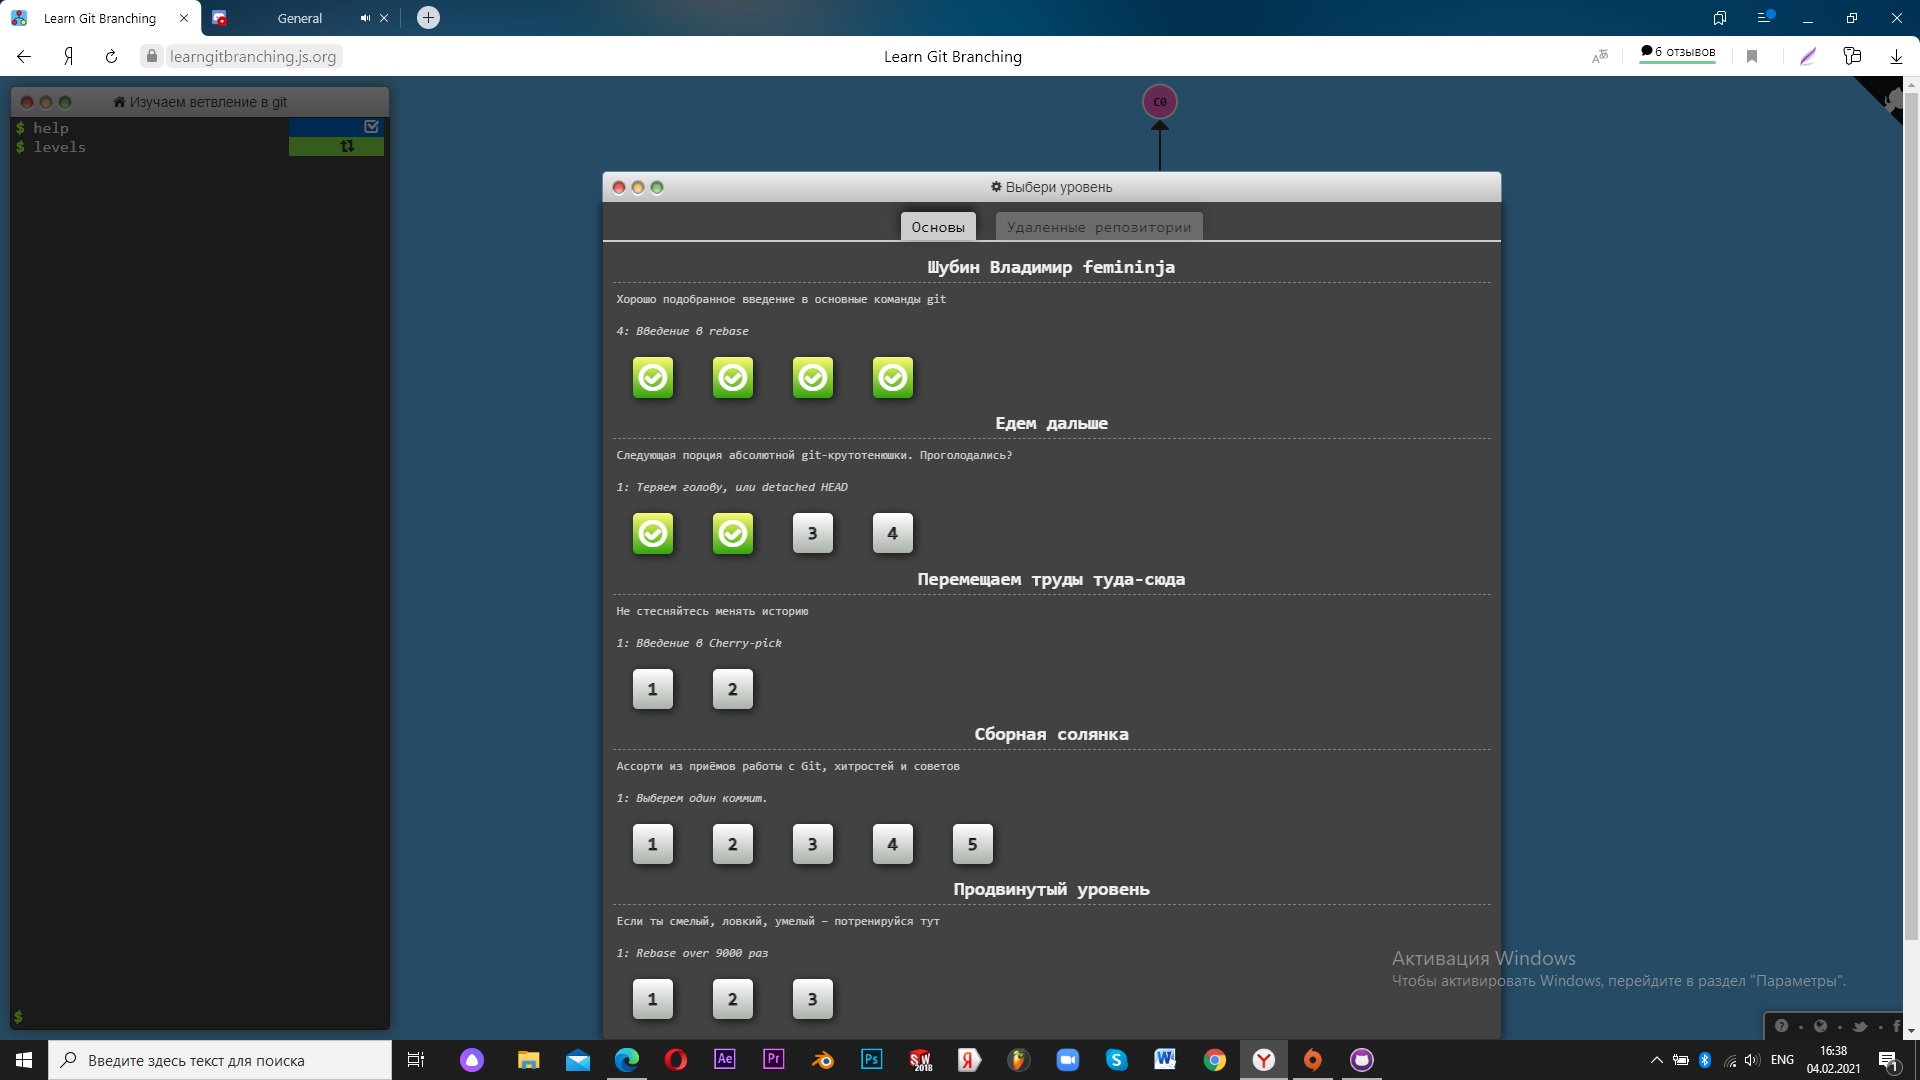 Learn Git Branching
General
learngitbranching.js.org
Learn Git Branching
6 отзывов
Изучаем ветвление в git
$ help
$ levels
C0
Выбери уровень
Основы
Удаленные репозитории
Шубин Владимир femininja
Хорошо подобранное введение в основные команды git
4: Введение в rebase
Едем дальше
Следующая порция абсолютной git-крутотенюшки. Проголодались?
1: Теряем голову, или detached HEAD
3 4
Перемещаем труды туда-сюда
Не стесняйтесь менять историю
1: Введение в Cherry-pick
1 2
Сборная солянка
Ассорти из приёмов работы с Git, хитростей и советов
1: Выберем один коммит.
1 2 3 4 5
Продвинутый уровень
Если ты смелый, ловкий, умелый – потренируйся тут
1: Rebase over 9000 раз
1 2 3
Активация Windows
Чтобы активировать Windows, перейдите в раздел "Параметры".
$
Введите здесь текст для поиска
Ae
Pr
Ps
SW
2018
Я
ENG
16:38
04.02.2021
1